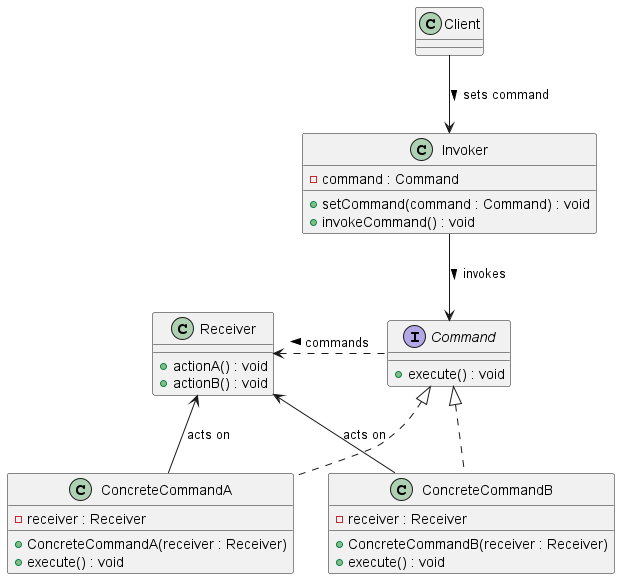 C Client
sets command
C Invoker
command : Command
setCommand(command : Command) : void
invokeCommand() : void
invokes
C Receiver
actionA() : void
actionB() : void
commands
I Command
execute() : void
acts on
acts on
C ConcreteCommandA
receiver : Receiver
ConcreteCommandA(receiver : Receiver)
execute() : void
C ConcreteCommandB
receiver : Receiver
ConcreteCommandB(receiver : Receiver)
execute() : void